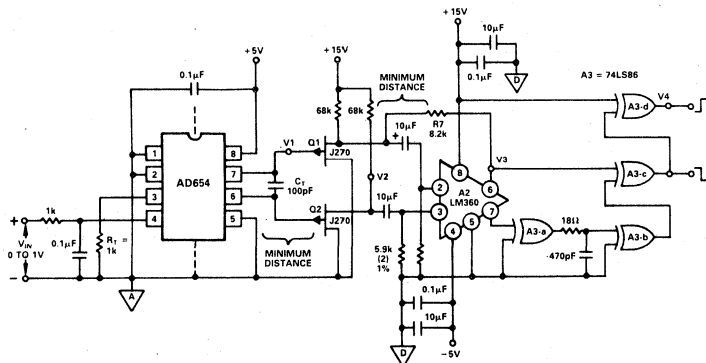 +15V
10µF
+5V
+15V
0.1µF
D
A3 = 74LS86
0.1µF
MINIMUM
DISTANCE
68k
68k
R7
8.2k
A3-d
V4
1
8
V1
Q1
J270
+
10µF
V3
2
7
8
6
AD654
CT
100pF
V2
2
A2
LM360
A3-c
3
6
10µF
3
7
+
1k
4
5
Q2
J270
5
4
A3-a
18Ω
A3-b
VIN
0 TO 1V
0.1µF
RT =
1k
MINIMUM
DISTANCE
5.9k
(2)
1%
470pF
-
A
0.1µF
10µF
D
-5V